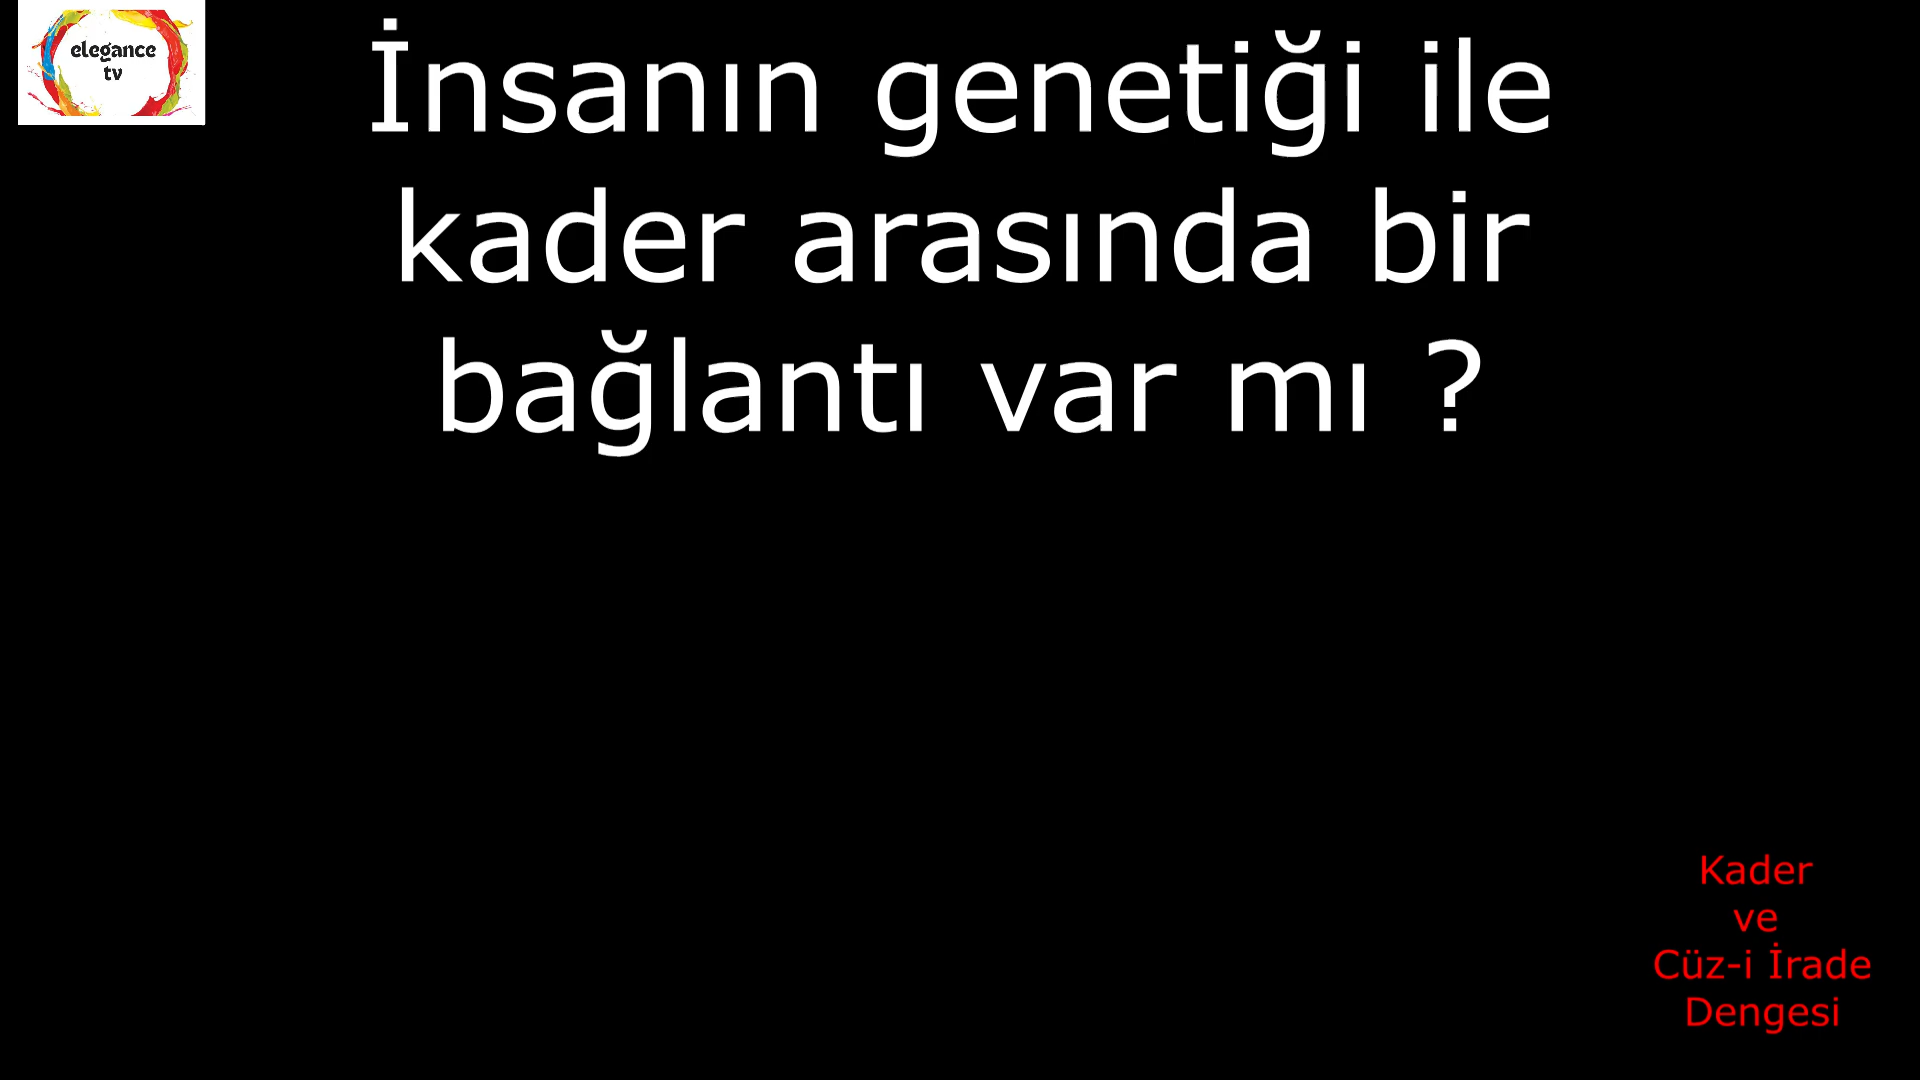 elegance
tv
İnsanın genetiği ile
kader arasında bir
bağlantı var mı ?
Kader
ve
Cüz-i İrade
Dengesi